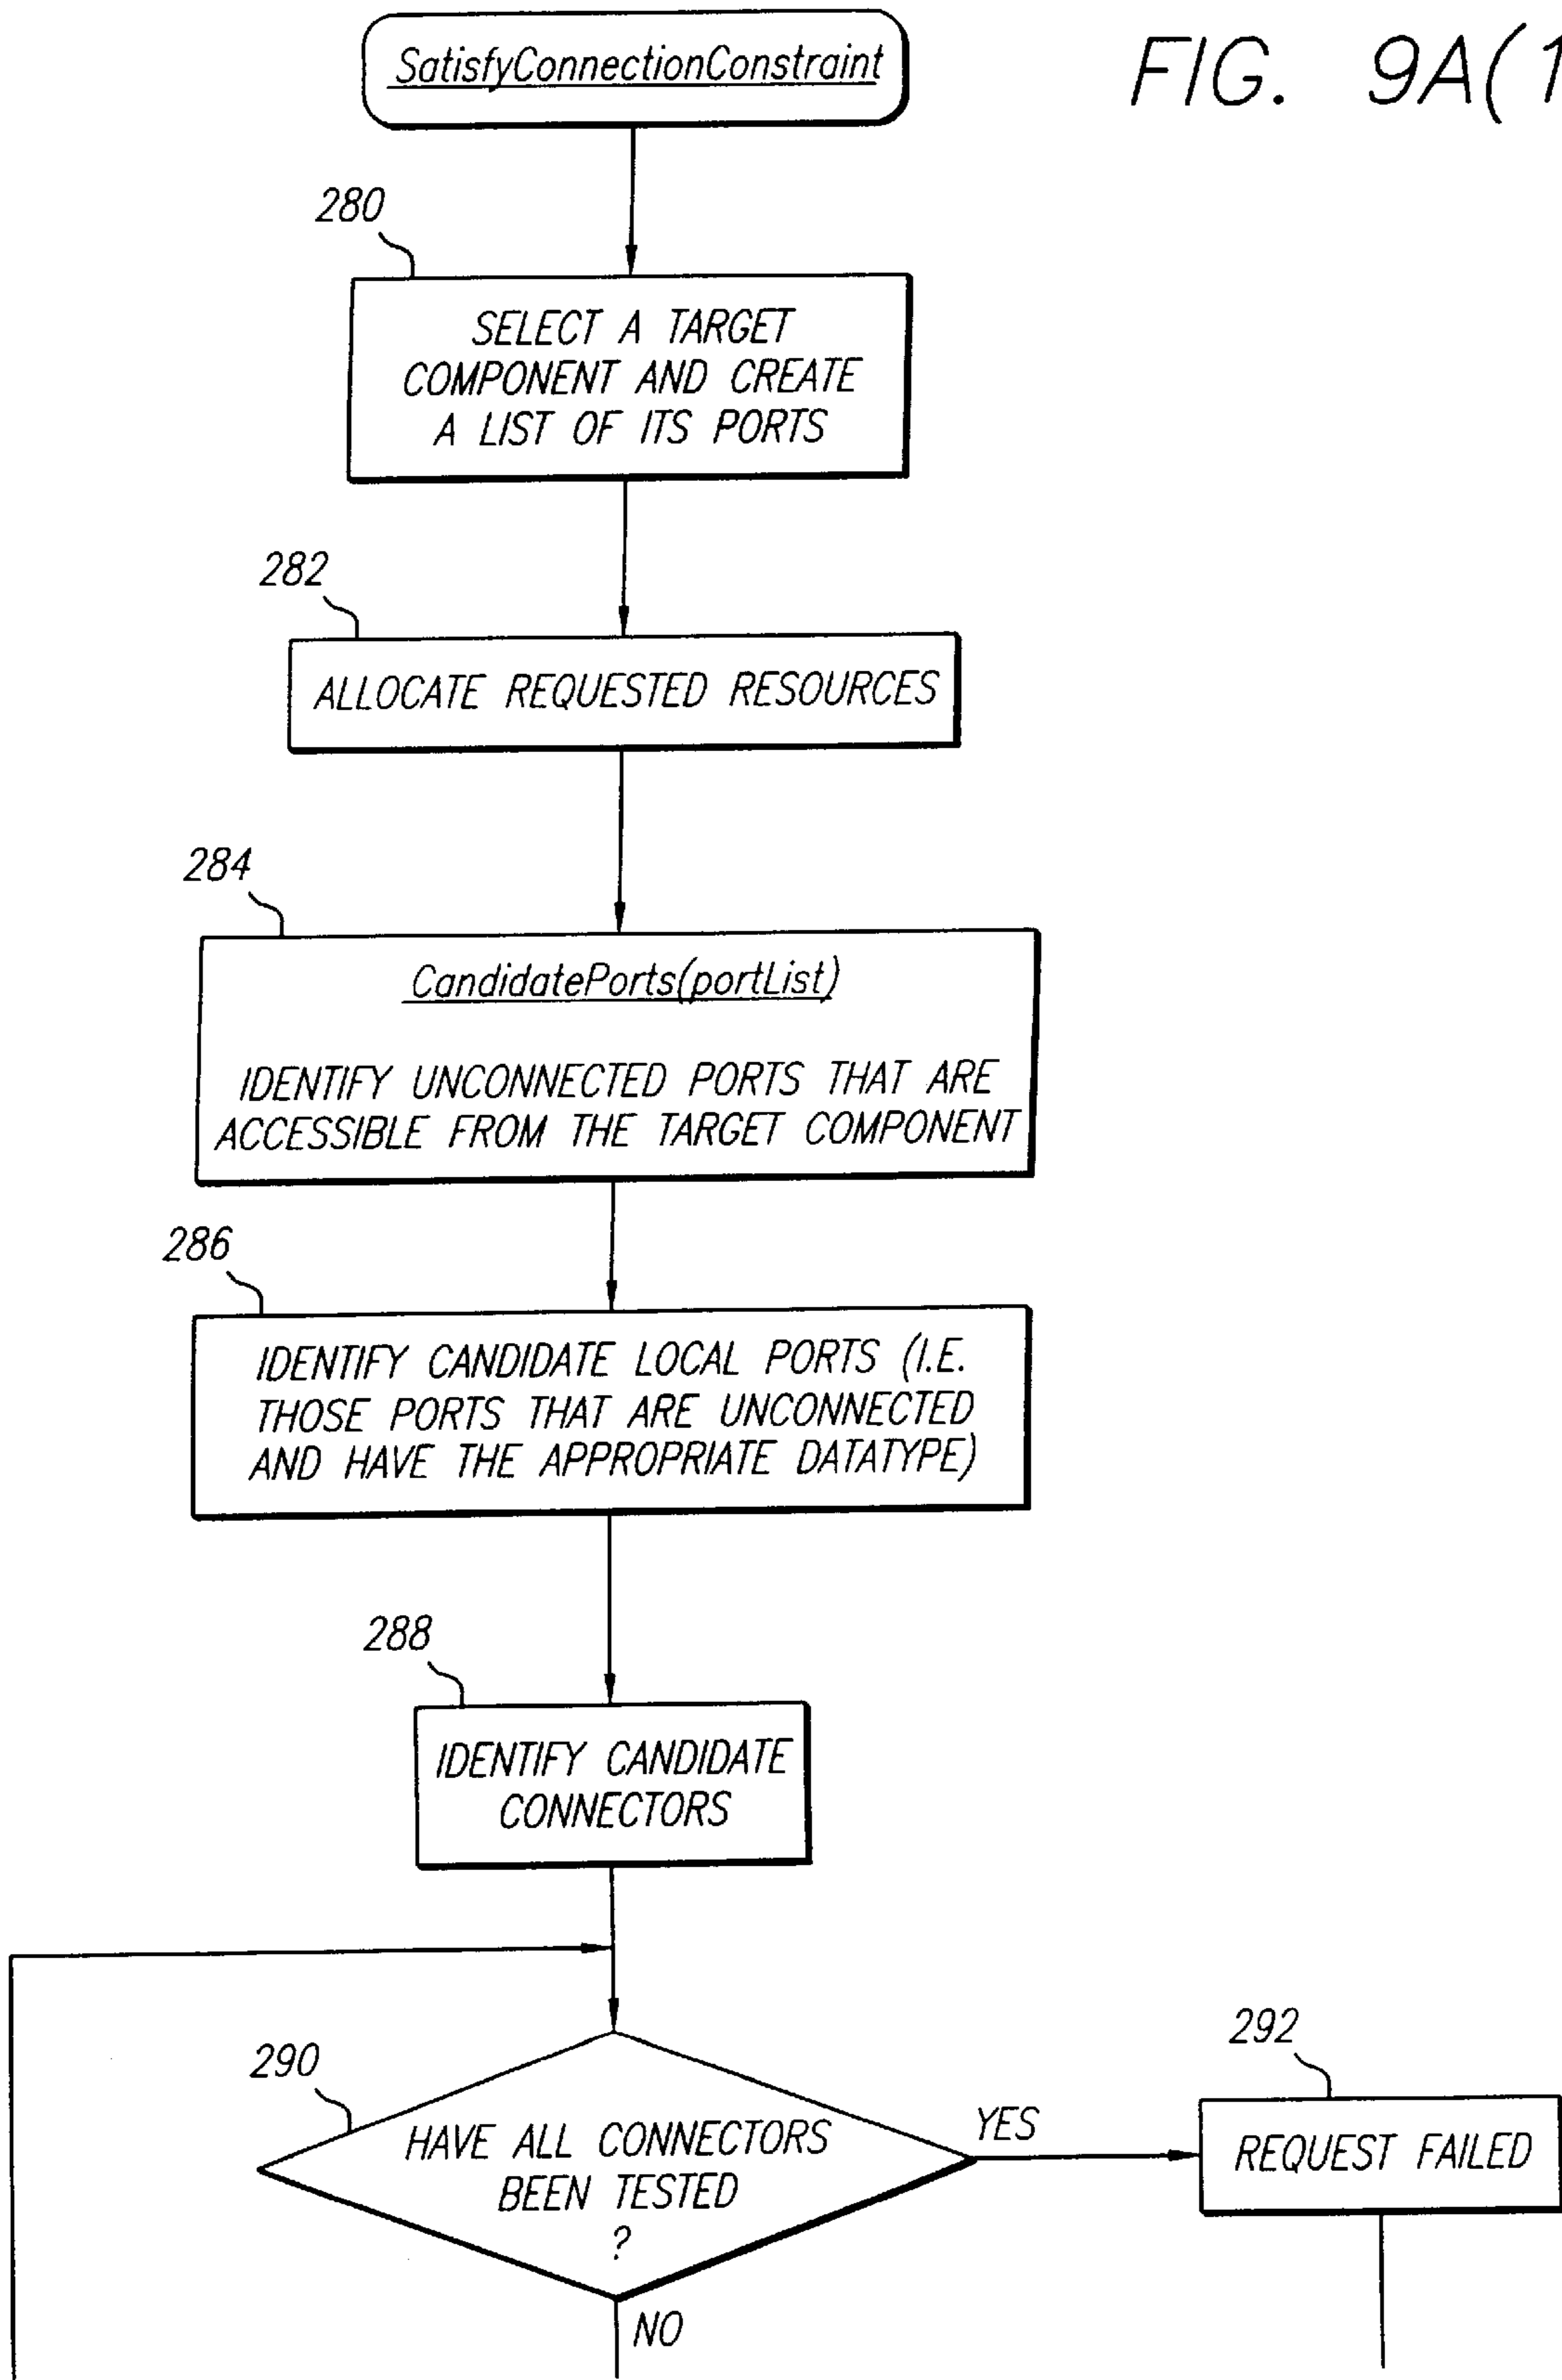 SatisfyConnectionConstraint
FIG. 9A(1
280
SELECT A TARGET
COMPONENT AND CREATE
A LIST OF ITS PORTS
282
ALLOCATE REQUESTED RESOURCES
284
CandidatePorts(portList)
IDENTIFY UNCONNECTED PORTS THAT ARE
ACCESSIBLE FROM THE TARGET COMPONENT
286
IDENTIFY CANDIDATE LOCAL PORTS (I.E.
THOSE PORTS THAT ARE UNCONNECTED
AND HAVE THE APPROPRIATE DATATYPE)
288
IDENTIFY CANDIDATE
CONNECTORS
290
HAVE ALL CONNECTORS
BEEN TESTED
?
YES
292
REQUEST FAILED
NO